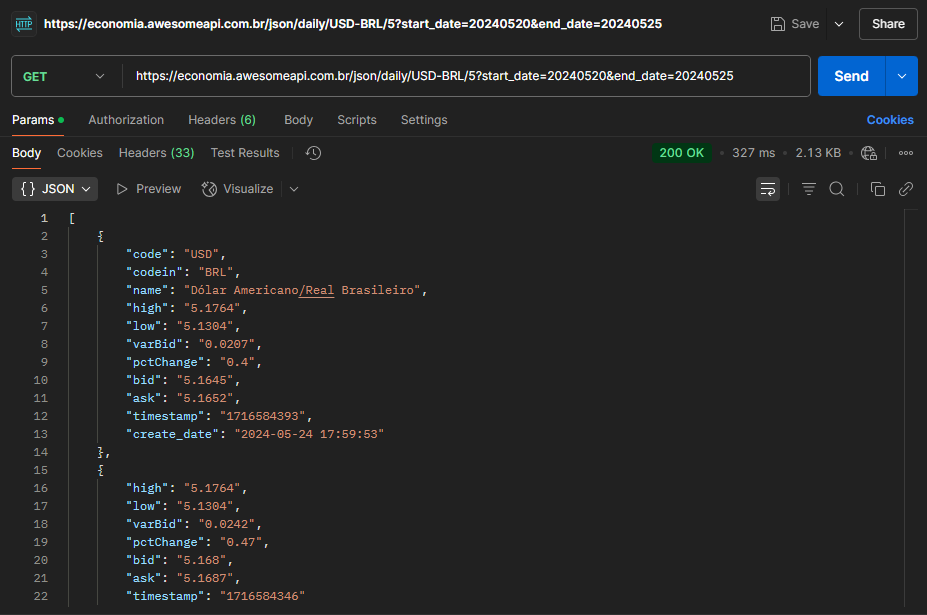 HTTP https://economia.awesomeapi.com.br/json/daily/USD-BRL/5?start_date=20240520&end_date=20240525 Save Share
GET https://economia.awesomeapi.com.br/json/daily/USD-BRL/5?start_date=20240520&end_date=20240525 Send
Params Authorization Headers (6) Body Scripts Settings Cookies
Body Cookies Headers (33) Test Results 200 OK 327 ms 2.13 KB
{} JSON Preview Visualize
1 [
2 {
3 "code": "USD",
4 "codein": "BRL",
5 "name": "Dólar Americano/Real Brasileiro",
6 "high": "5.1764",
7 "low": "5.1304",
8 "varBid": "0.0207",
9 "pctChange": "0.4",
10 "bid": "5.1645",
11 "ask": "5.1652",
12 "timestamp": "1716584393",
13 "create_date": "2024-05-24 17:59:53"
14 },
15 {
16 "high": "5.1764",
17 "low": "5.1304",
18 "varBid": "0.0242",
19 "pctChange": "0.47",
20 "bid": "5.168",
21 "ask": "5.1687",
22 "timestamp": "1716584346"